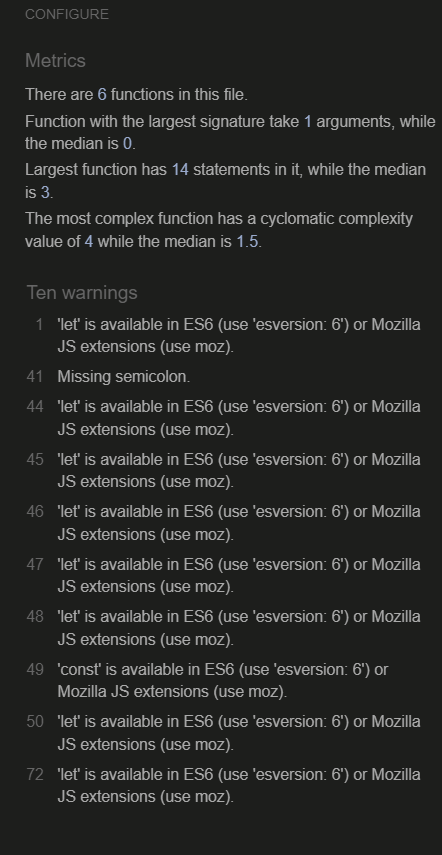 CONFIGURE
Metrics
There are 6 functions in this file.
Function with the largest signature take 1 arguments, while
the median is 0.
Largest function has 14 statements in it, while the median
is 3.
The most complex function has a cyclomatic complexity
value of 4 while the median is 1.5.
Ten warnings
1 'let' is available in ES6 (use 'esversion: 6') or Mozilla
JS extensions (use moz).
41 Missing semicolon.
44 'let' is available in ES6 (use 'esversion: 6') or Mozilla
JS extensions (use moz).
45 'let' is available in ES6 (use 'esversion: 6') or Mozilla
JS extensions (use moz).
46 'let' is available in ES6 (use 'esversion: 6') or Mozilla
JS extensions (use moz).
47 'let' is available in ES6 (use 'esversion: 6') or Mozilla
JS extensions (use moz).
48 'let' is available in ES6 (use 'esversion: 6') or Mozilla
JS extensions (use moz).
49 'const' is available in ES6 (use 'esversion: 6') or
Mozilla JS extensions (use moz).
50 'let' is available in ES6 (use 'esversion: 6') or Mozilla
JS extensions (use moz).
72 'let' is available in ES6 (use 'esversion: 6') or Mozilla
JS extensions (use moz).